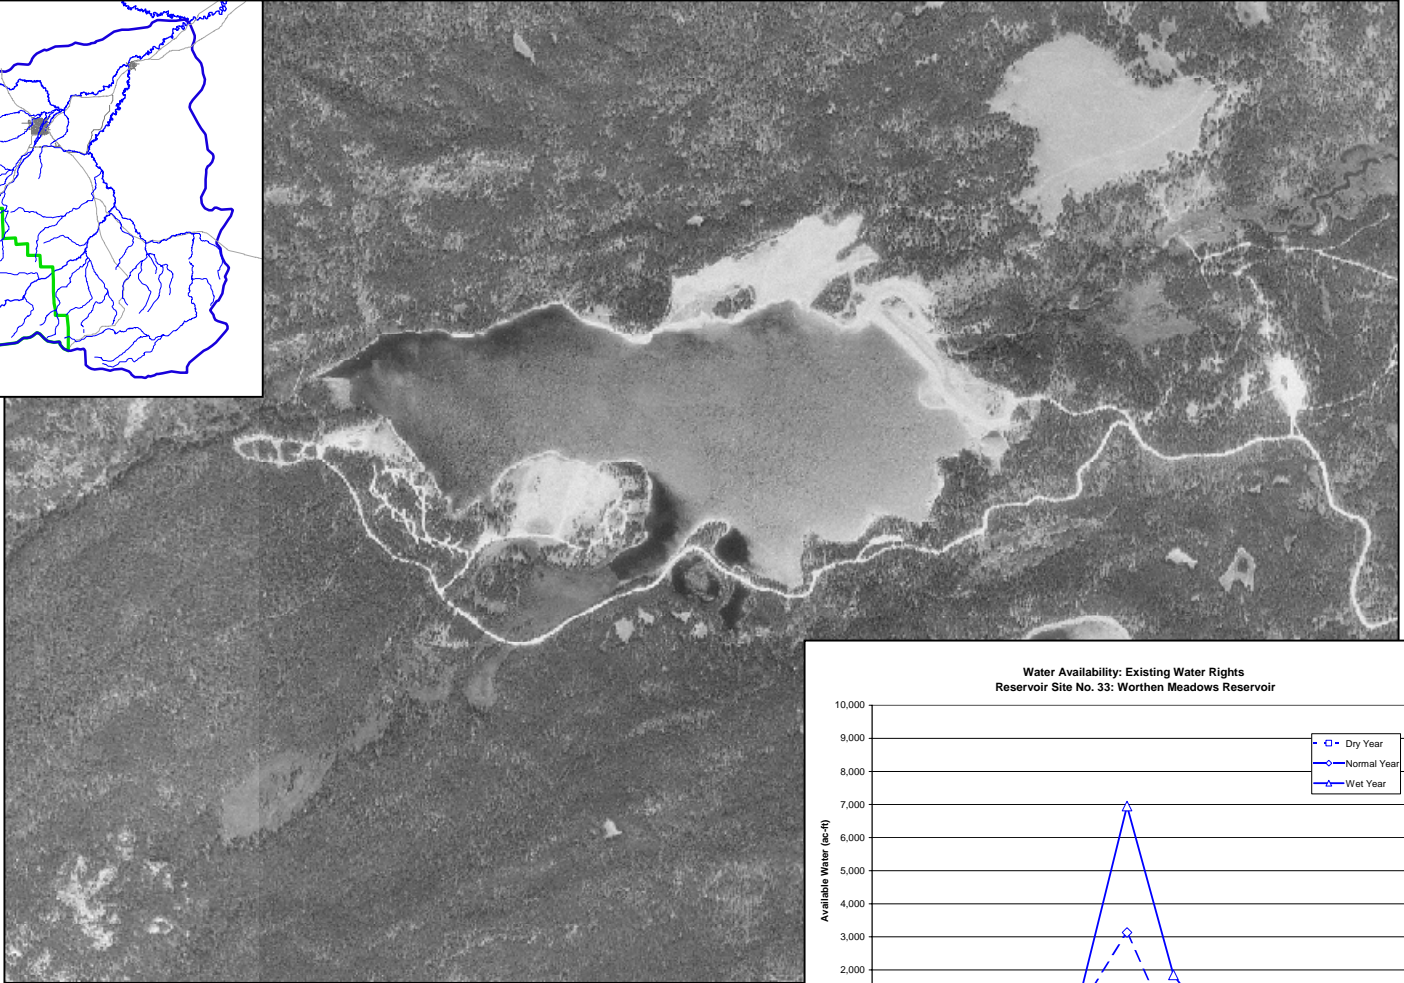 Water Availability: Existing Water Rights
Reservoir Site No. 33: Worthen Meadows Reservoir
10,000
9,000
8,000
7,000
6,000
5,000
4,000
3,000
2,000
Available Water (ac-ft)
Dry Year
Normal Year
Wet Year